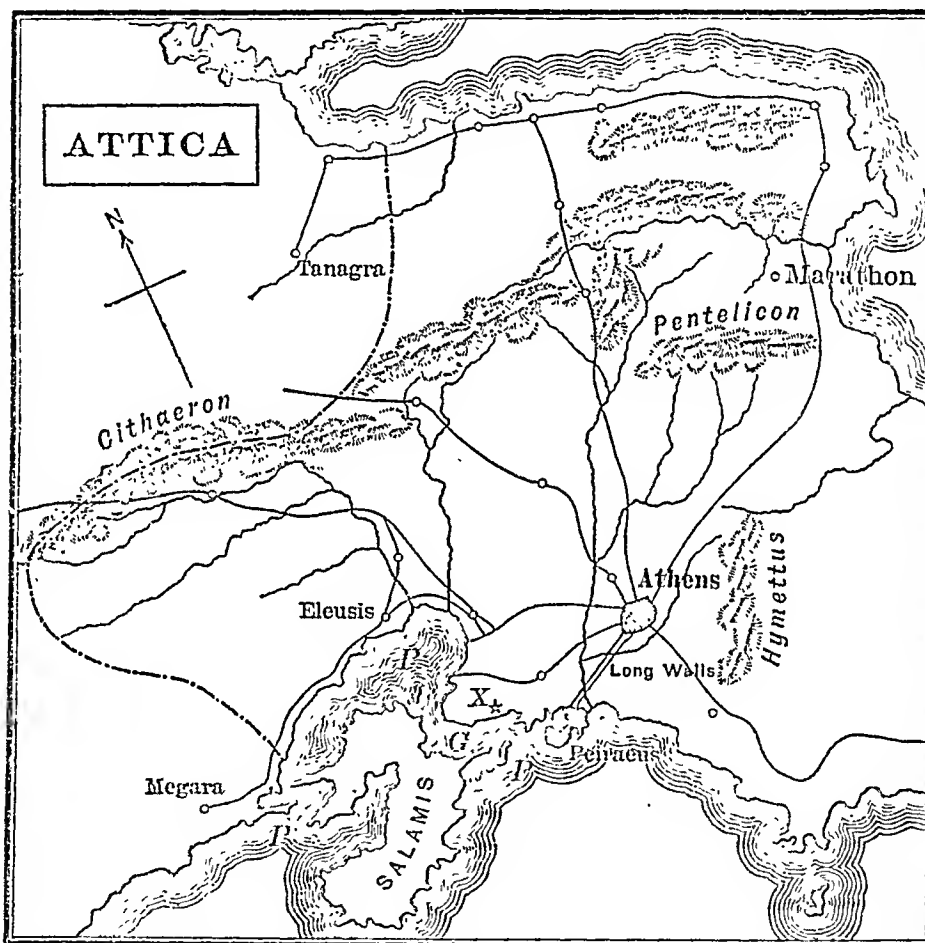 ATTICA
N
Tanagra
Marathon
Pentelicon
Cithaeron
Athens
Eleusis
Hymettus
P
Long Walls
X
G
P
Peiraeus
Megara
P
SALAMIS